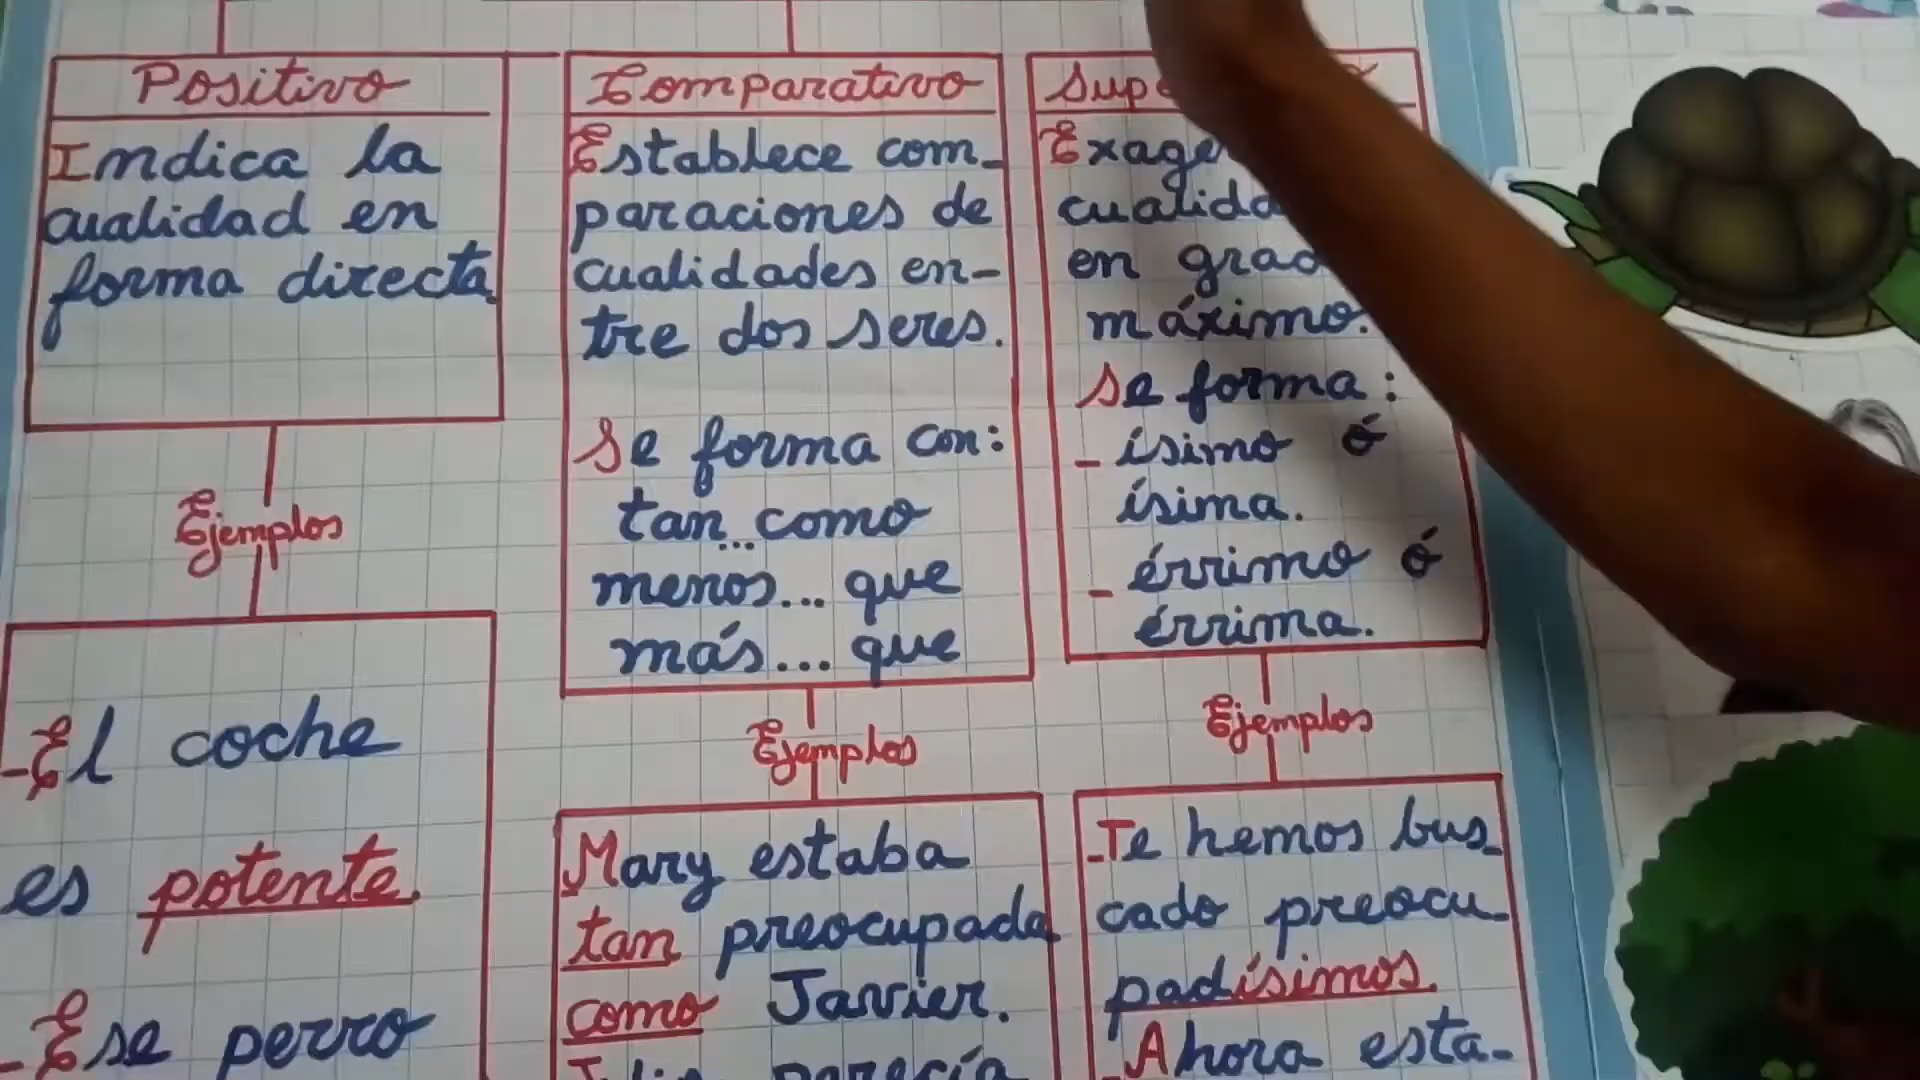 Positivo
Indica la
cualidad en
forma directa
Ejemplos
-El coche
es potente.
-Ese perro
Comparativo
Establece com-
paraciones de
cualidades en-
tre dos seres.
Se forma con:
tan...como
menos... que
más... que
Ejemplos
Mary estaba
tan preocupada
como Javier.
parecía
cualid
en grad
máximo.
Se forma:
- ísimo ó
ísima.
- érrimo ó
érrima.
Ejemplos
-Te hemos bus-
cado preocu-
padísimos.
-Ahora esta-